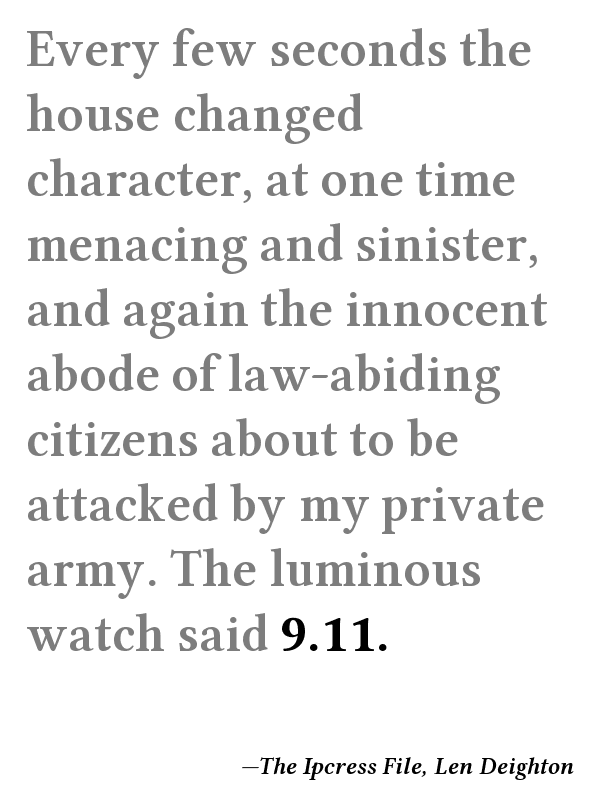 Every few seconds the
house changed
character, at one time
menacing and sinister,
and again the innocent
abode of law-abiding
citizens about to be
attacked by my private
army. The luminous
watch said 9.11.
—The Ipcress File, Len Deighton